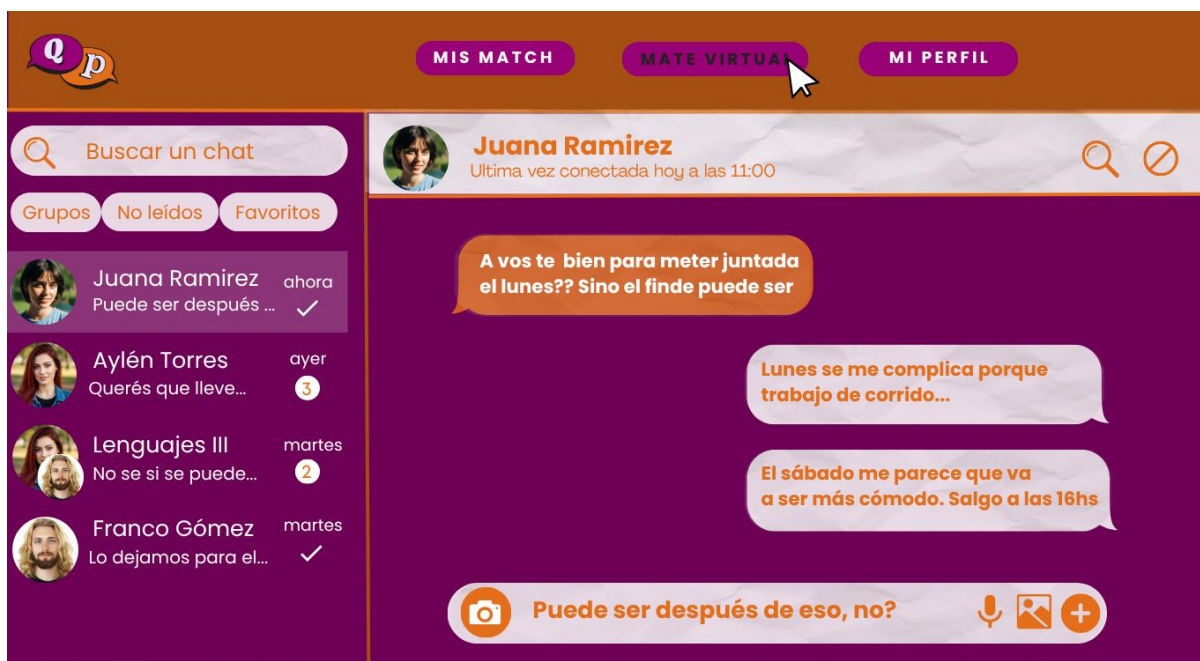 Q p
MIS MATCH
MATE VIRTUAL
MI PERFIL
Buscar un chat
Grupos
No leídos
Favoritos
Juana Ramirez
ahora
Puede ser después ...
Aylén Torres
ayer
Querés que lleve...
3
Lenguajes III
martes
No se si se puede...
2
Franco Gómez
martes
Lo dejamos para el...
Juana Ramirez
Ultima vez conectada hoy a las 11:00
A vos te bien para meter juntada
el lunes?? Sino el finde puede ser
Lunes se me complica porque
trabajo de corrido...
El sábado me parece que va
a ser más cómodo. Salgo a las 16hs
Puede ser después de eso, no?